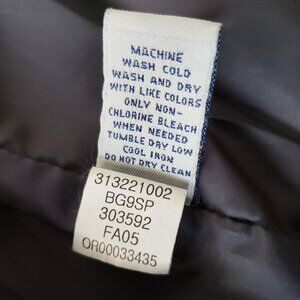 MACHINE
WASH COLD
WASH AND DRY
WITH LIKE COLORS
ONLY NON-
CHLORINE BLEACH
WHEN NEEDED
TUMBLE DRY LOW
COOL IRON
DO NOT DRY CLEAN
313221002
BG9SP
303592
FA05
OR00033435